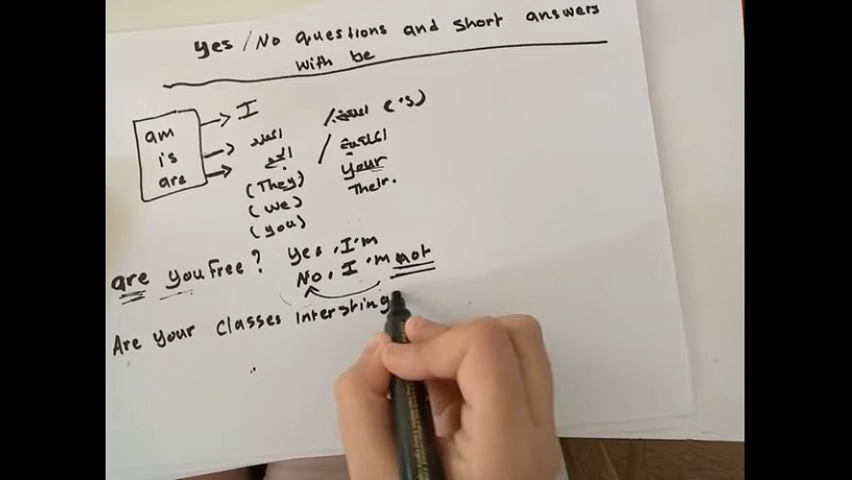 yes / No questions and short answers
with be
am
is
are
I
(They)
(we)
(you)
(s)
your
Their.
are you Free?
yes, I'm
No, I'm not
Are your classes intersting